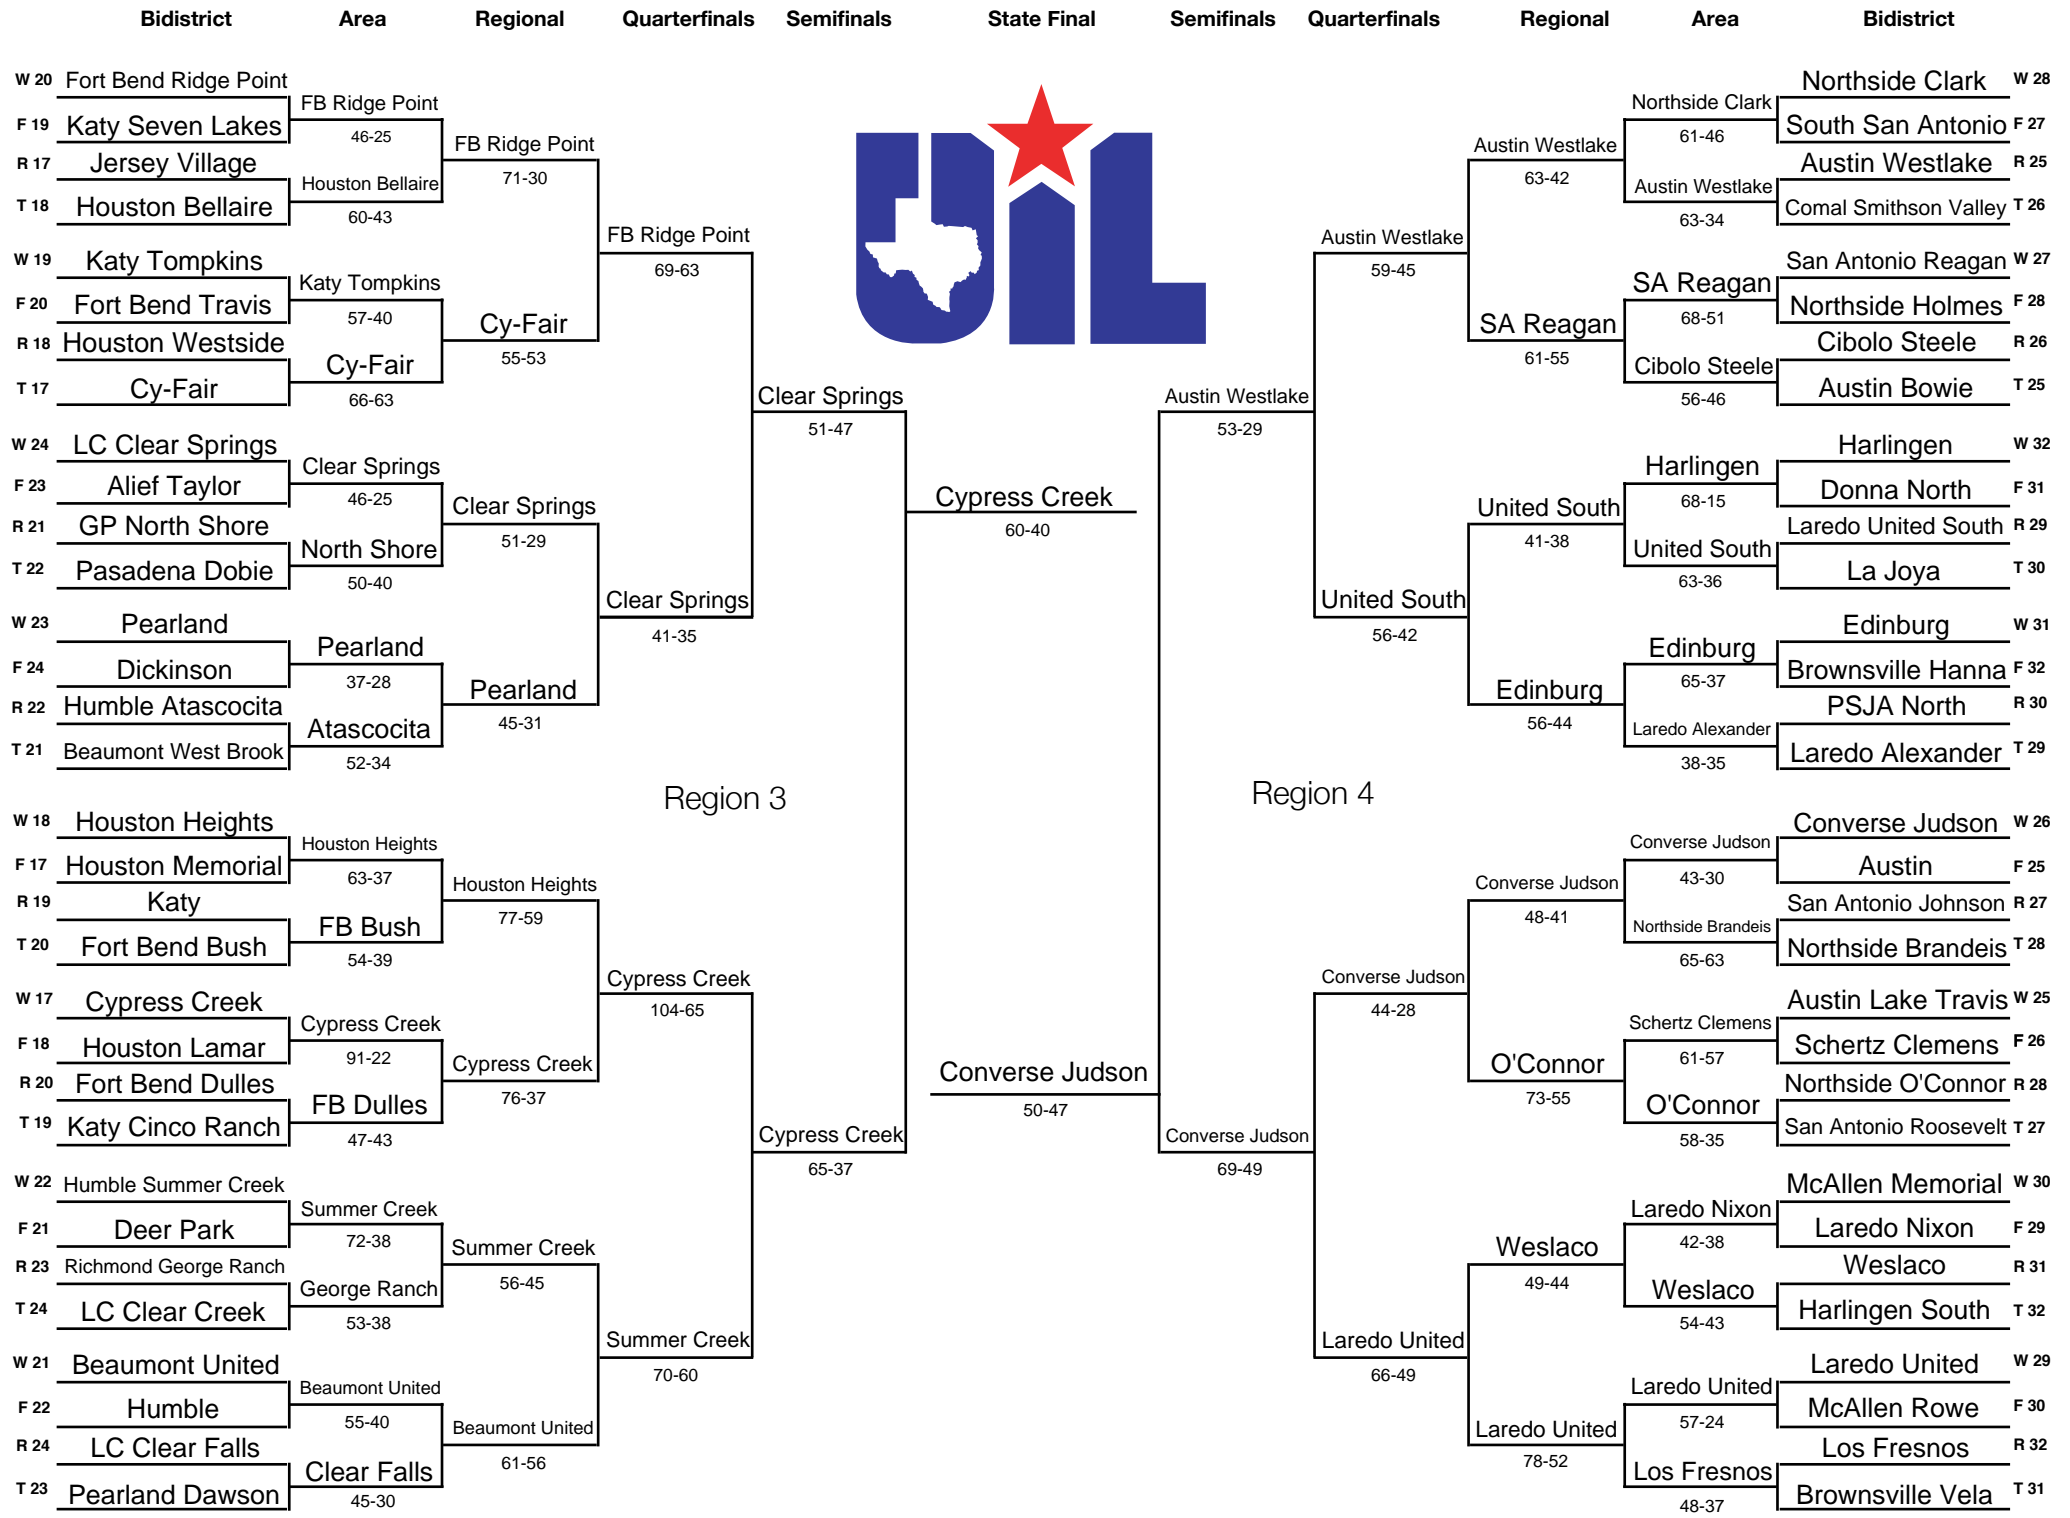 Bidistrict Area Regional Quarterfinals Semifinals State Final Semifinals Quarterfinals Regional Area Bidistrict
W 20 Fort Bend Ridge Point
FB Ridge Point
F 19 Katy Seven Lakes
46-25
FB Ridge Point
R 17 Jersey Village
71-30
Houston Bellaire
T 18 Houston Bellaire
60-43
FB Ridge Point
69-63
W 19 Katy Tompkins
Katy Tompkins
F 20 Fort Bend Travis
57-40
Cy-Fair
R 18 Houston Westside
55-53
Cy-Fair
T 17 Cy-Fair
66-63
Clear Springs
51-47
W 24 LC Clear Springs
Clear Springs
F 23 Alief Taylor
46-25
Clear Springs
R 21 GP North Shore
51-29
North Shore
T 22 Pasadena Dobie
50-40
Clear Springs
41-35
W 23 Pearland
Pearland
F 24 Dickinson
37-28
Pearland
R 22 Humble Atascocita
45-31
Atascocita
T 21 Beaumont West Brook
52-34
Region 3
W 18 Houston Heights
Houston Heights
F 17 Houston Memorial
63-37
Houston Heights
R 19 Katy
77-59
FB Bush
T 20 Fort Bend Bush
54-39
Cypress Creek
104-65
W 17 Cypress Creek
Cypress Creek
F 18 Houston Lamar
91-22
Cypress Creek
R 20 Fort Bend Dulles
76-37
FB Dulles
T 19 Katy Cinco Ranch
47-43
Cypress Creek
65-37
W 22 Humble Summer Creek
Summer Creek
F 21 Deer Park
72-38
Summer Creek
R 23 Richmond George Ranch
56-45
George Ranch
T 24 LC Clear Creek
53-38
Summer Creek
70-60
W 21 Beaumont United
Beaumont United
F 22 Humble
55-40
Beaumont United
R 24 LC Clear Falls
61-56
Clear Falls
T 23 Pearland Dawson
45-30
UIL
Cypress Creek
60-40
Converse Judson
50-47
Northside Clark W 28
Northside Clark
South San Antonio F 27
61-46
Austin Westlake
Austin Westlake R 25
63-42
Austin Westlake
Comal Smithson Valley T 26
63-34
Austin Westlake
59-45
San Antonio Reagan W 27
SA Reagan
Northside Holmes F 28
68-51
SA Reagan
Cibolo Steele R 26
61-55
Cibolo Steele
Austin Bowie T 25
56-46
Austin Westlake
53-29
Harlingen W 32
Harlingen
Donna North F 31
68-15
United South
Laredo United South R 29
41-38
United South
La Joya T 30
63-36
United South
56-42
Edinburg W 31
Edinburg
Brownsville Hanna F 32
65-37
Edinburg
PSJA North R 30
56-44
Laredo Alexander
Laredo Alexander T 29
38-35
Region 4
Converse Judson W 26
Converse Judson
Austin F 25
43-30
Converse Judson
San Antonio Johnson R 27
48-41
Northside Brandeis
Northside Brandeis T 28
65-63
Converse Judson
44-28
Austin Lake Travis W 25
Schertz Clemens
Schertz Clemens F 26
61-57
O'Connor
Northside O'Connor R 28
73-55
O'Connor
San Antonio Roosevelt T 27
58-35
Converse Judson
69-49
McAllen Memorial W 30
Laredo Nixon
Laredo Nixon F 29
42-38
Weslaco
Weslaco R 31
49-44
Weslaco
Harlingen South T 32
54-43
Laredo United
66-49
Laredo United W 29
Laredo United
McAllen Rowe F 30
57-24
Laredo United
Los Fresnos R 32
78-52
Los Fresnos
Brownsville Vela T 31
48-37